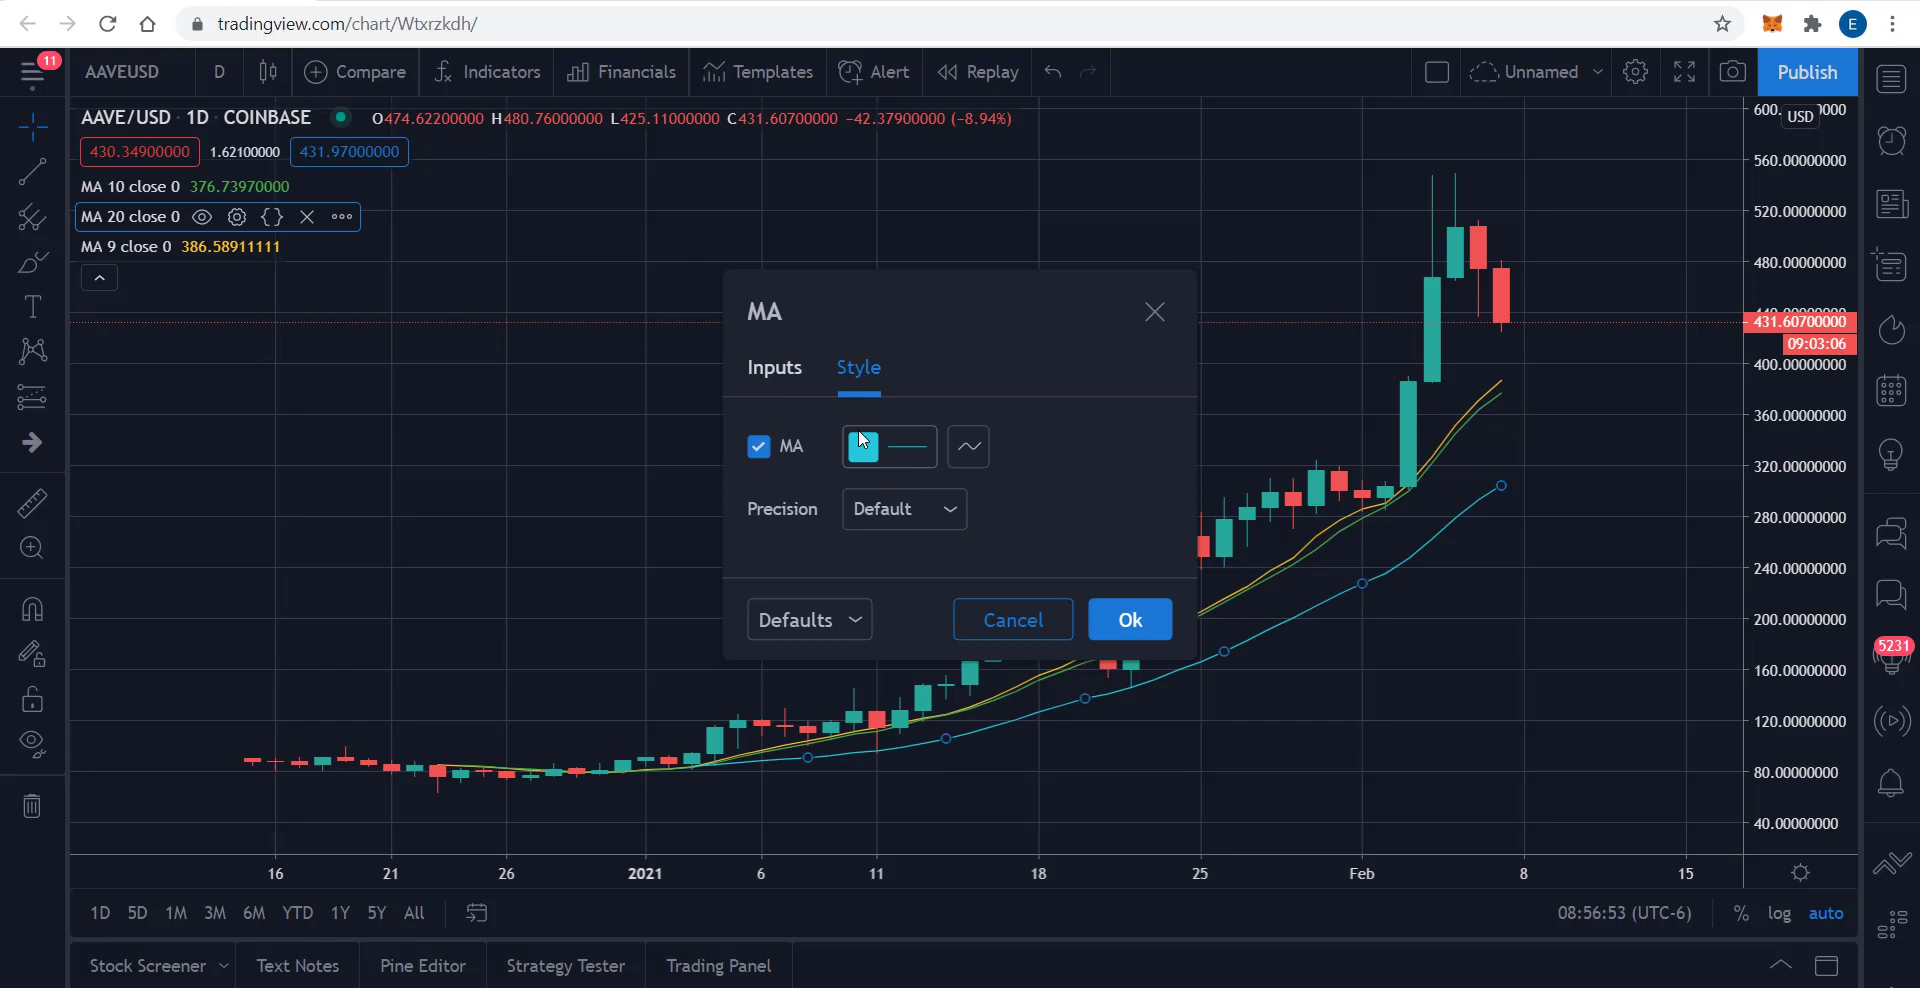 tradingview.com/chart/Wtxrzkdh/
E
11
AAVEUSD D Compare Indicators Financials Templates Alert Replay Unnamed Publish
AAVE/USD · 1D · COINBASE O474.62200000 H480.76000000 L425.11000000 C431.60700000 −42.37900000 (−8.94%)
430.34900000 1.62100000 431.97000000
MA 10 close 0 376.73970000
MA 20 close 0
MA 9 close 0 386.58911111
USD
560.00000000
520.00000000
480.00000000
431.60700000
09:03:06
400.00000000
360.00000000
320.00000000
280.00000000
240.00000000
200.00000000
160.00000000
120.00000000
80.00000000
40.00000000
MA
Inputs Style
MA
Precision Default
Defaults Cancel Ok
5231
16 21 26 2021 6 11 18 25 Feb 8 15
1D 5D 1M 3M 6M YTD 1Y 5Y All 08:56:53 (UTC-6) % log auto
Stock Screener Text Notes Pine Editor Strategy Tester Trading Panel